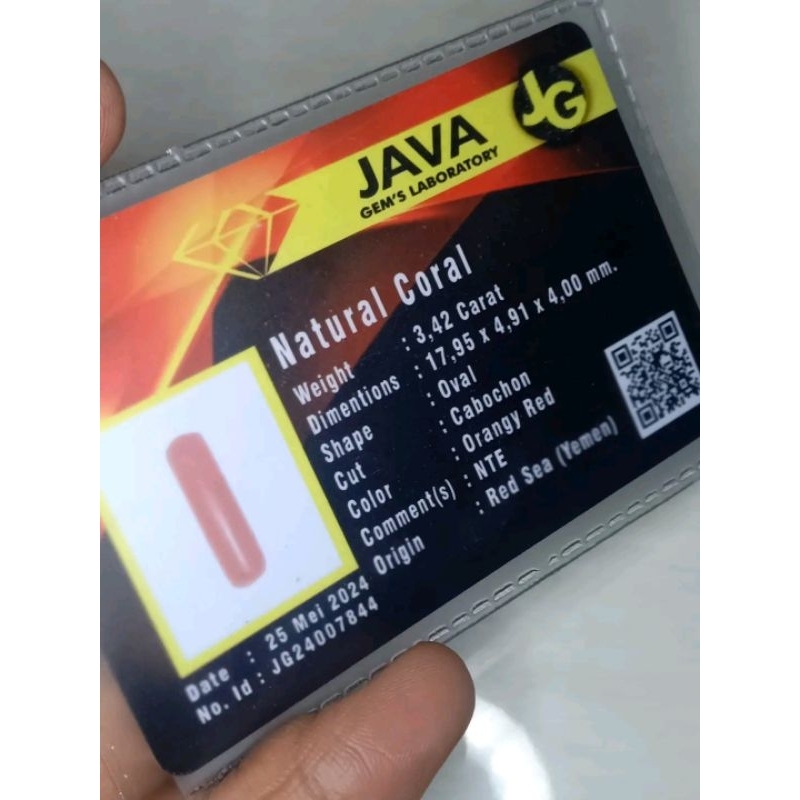 JAVA
GEM'S LABORATORY
JG
Natural Coral
Weight : 3,42 Carat
Dimentions : 17,95 x 4,91 x 4,00 mm.
Shape : Oval
Cut : Cabochon
Color : Orangy Red
Comment(s) : NTE
Origin : Red Sea (Yemen)
Date : 25 Mei 2024
No. Id : JG24007844